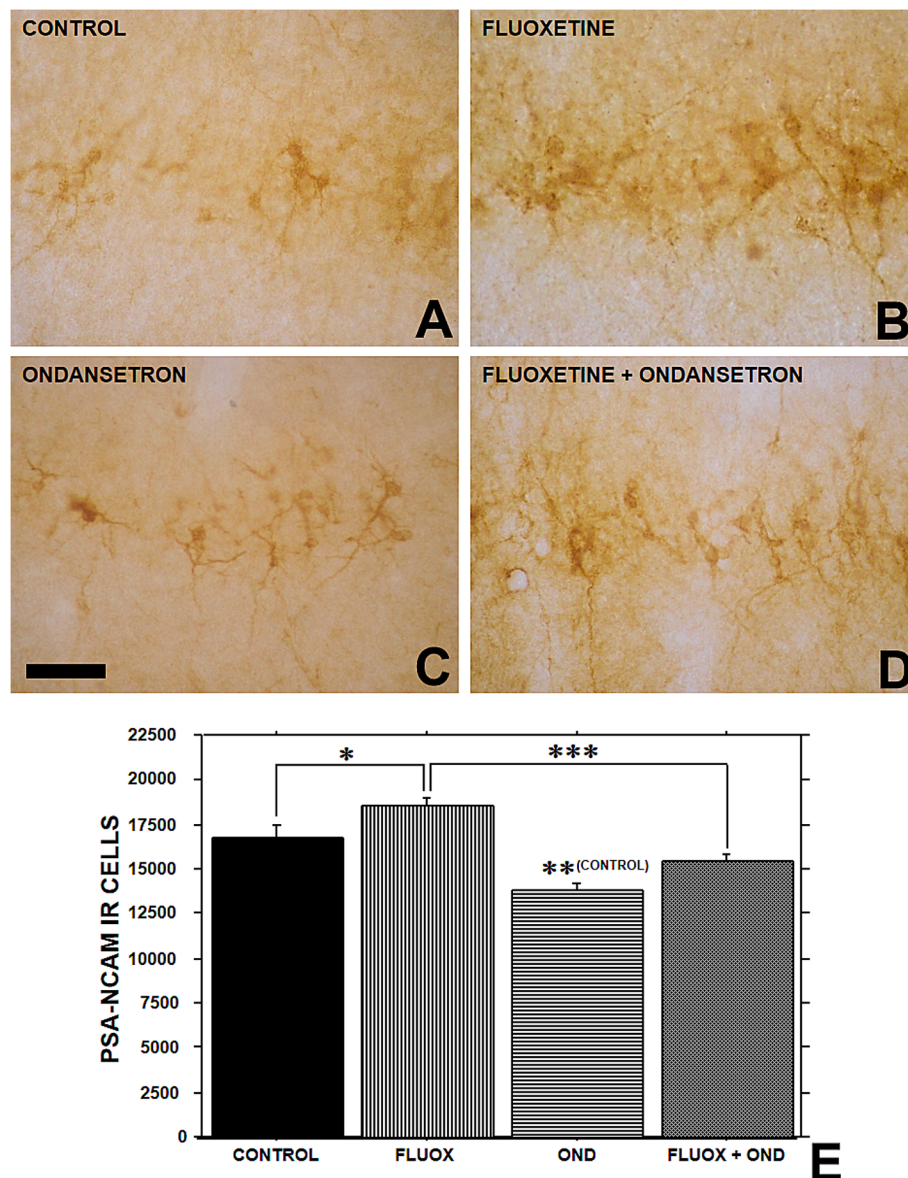 CONTROL
FLUOXETINE
A
B
ONDANSETRON
FLUOXETINE + ONDANSETRON
C
D
22500
20000
17500
15000
12500
10000
7500
5000
2500
0
PSA-NCAM IR CELLS
*
***
**(CONTROL)
CONTROL
FLUOX
OND
FLUOX + OND
E